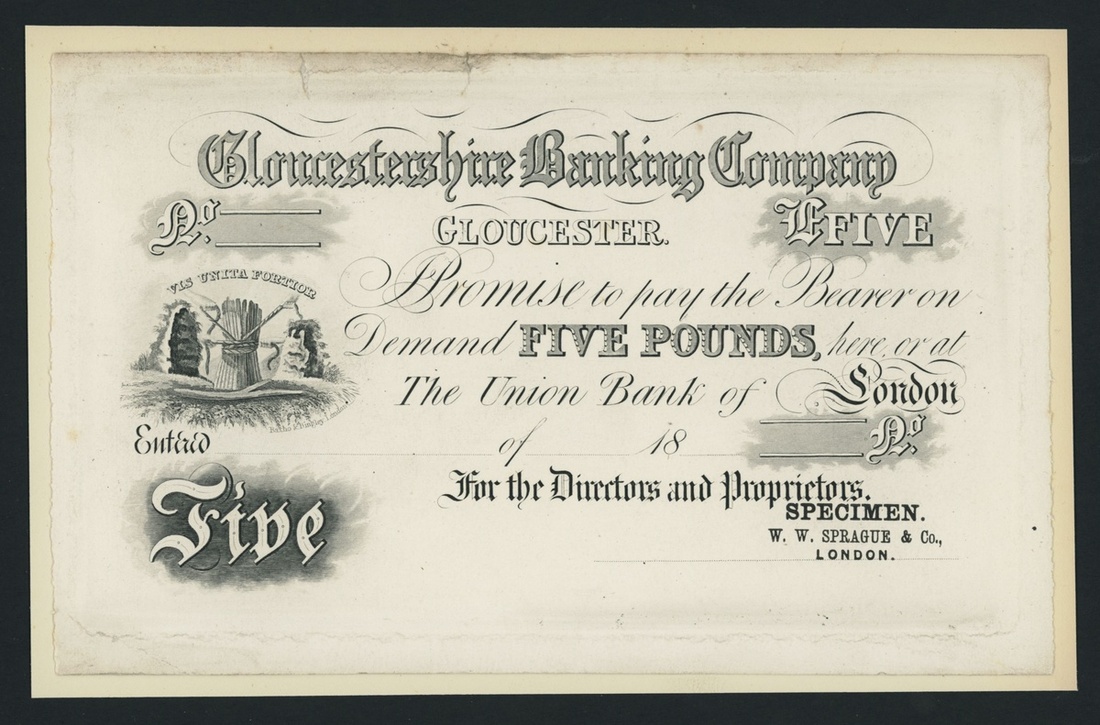 Gloucestershire Banking Company
No.
GLOUCESTER.
£FIVE
VIS UNITA FORTIOR
Promise to pay the Bearer on
Demand FIVE POUNDS, here, or at
The Union Bank of London
London
Entered of 18
No.
For the Directors and Proprietors.
Five
SPECIMEN.
W. W. SPRAGUE & Co.,
LONDON.